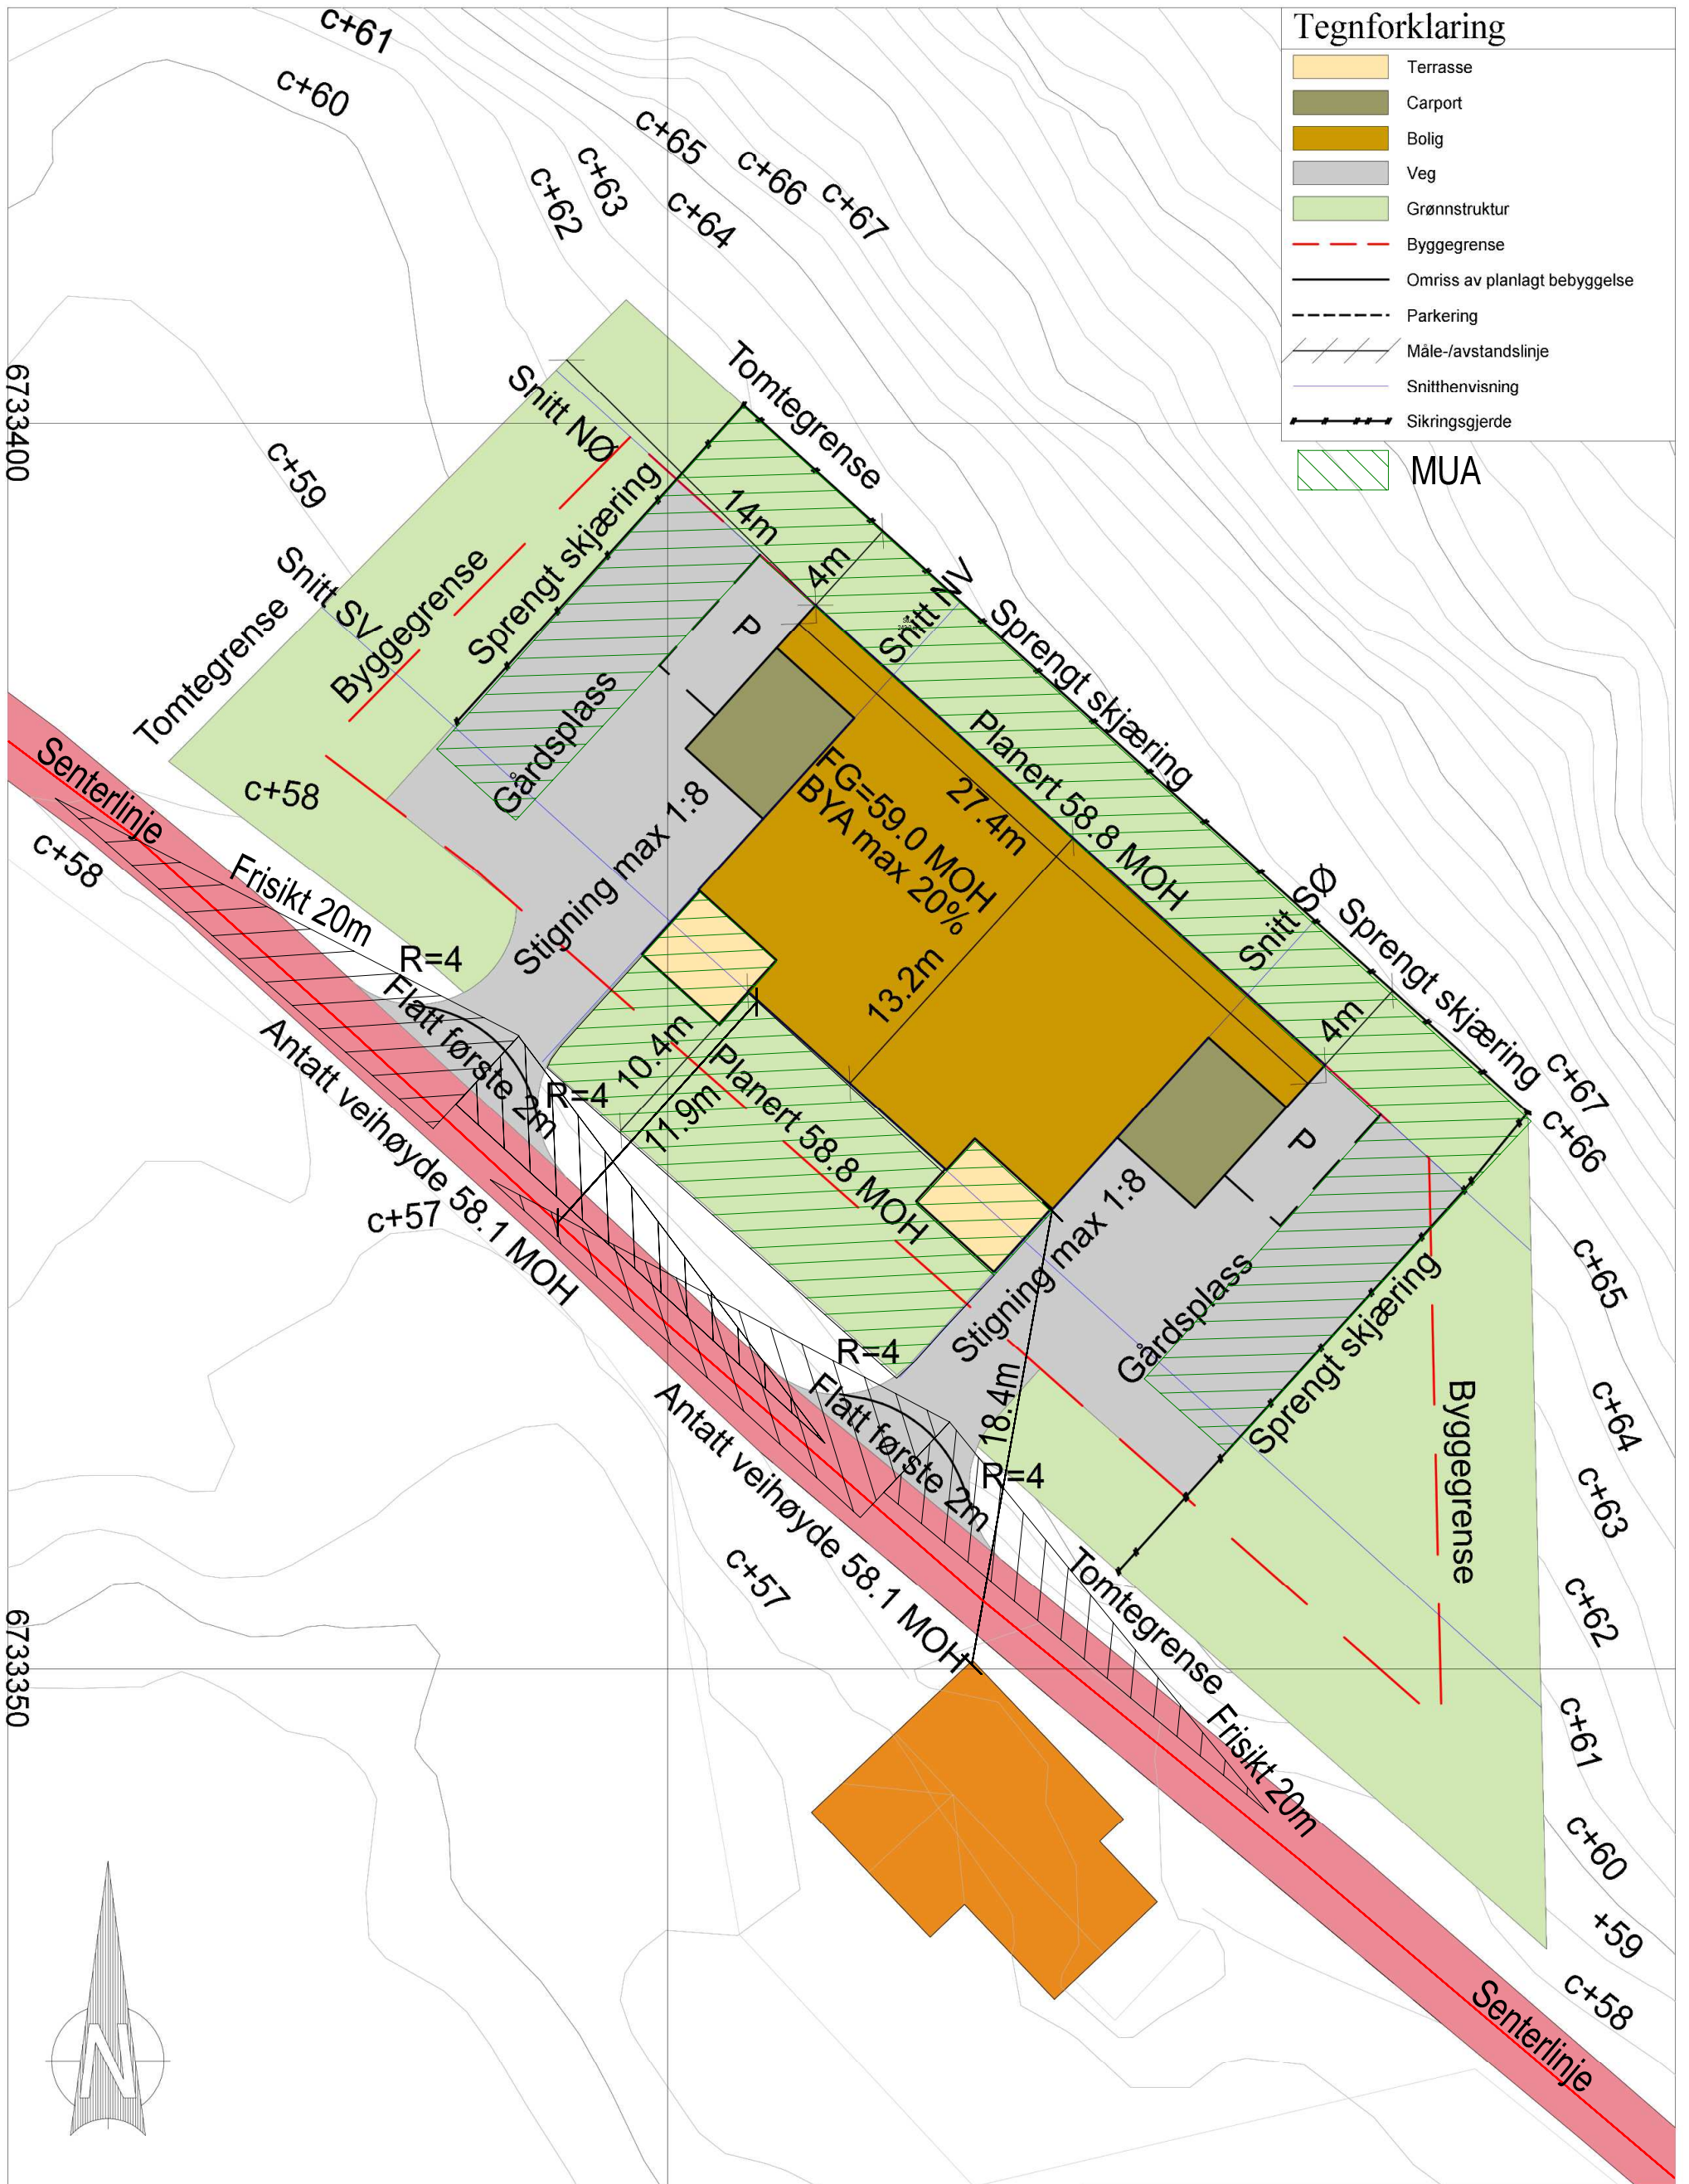 Tegnforklaring
Terrasse
Carport
Bolig
Veg
Grønnstruktur
Byggegrense
Omriss av planlagt bebyggelse
Parkering
Måle-/avstandslinje
Snitthenvisning
Sikringsgjerde
MUA
c+61
c+60
c+65
c+66
c+67
c+63
c+62
c+64
6733400
c+59
Snitt NØ
Tomtegrense
14m
4m
Snitt SV
Byggegrense
Sprengt skjæring
Tomtegrense
P
Snitt NV
Sprengt skjæring
Gårdsplass
Planert 58.8 MOH
Senterlinje
c+58
c+58
Stigning max 1:8
FG=59.0 MOH
BYA max 20%
27.4m
13.2m
Frisikt 20m
R=4
Flatt første 2m
Antatt veihøyde 58.1 MOH
R=4
10.4m
11.9m
Planert 58.8 MOH
Snitt SØ
Sprengt skjæring
4m
c+67
c+66
P
c+57
Stigning max 1:8
Gårdsplass
Sprengt skjæring
c+65
R=4
Flatt første 2m
18.4m
R=4
Byggegrense
c+64
Antatt veihøyde 58.1 MOH
c+63
c+57
Tomtegrense
c+62
6733350
Frisikt 20m
c+61
c+60
+59
c+58
Senterlinje
N